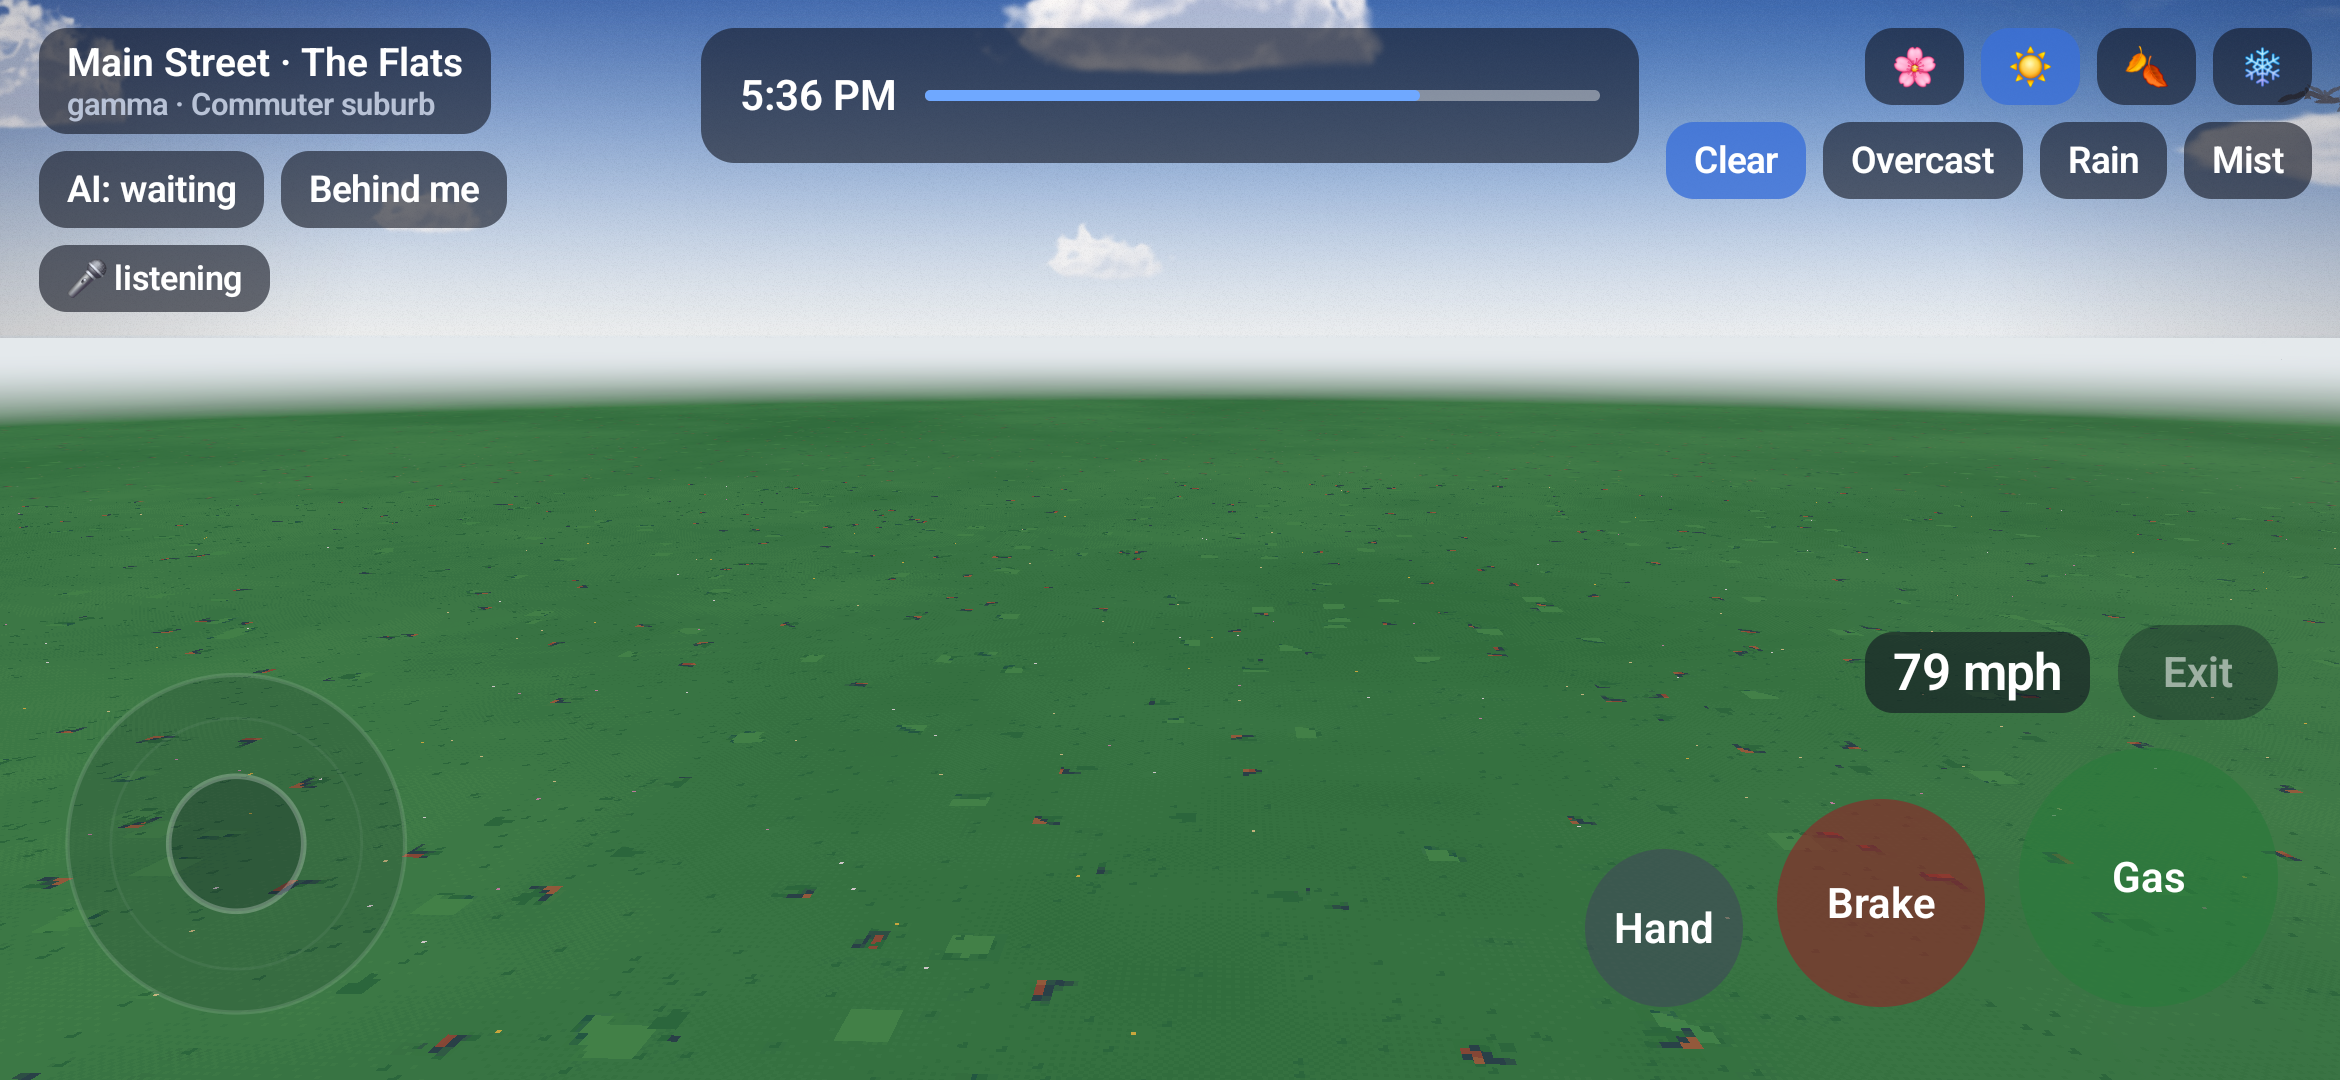 Main Street · The Flats
gamma · Commuter suburb
AI: waiting
Behind me
listening
5:36 PM
Clear
Overcast
Rain
Mist
79 mph
Exit
Hand
Brake
Gas